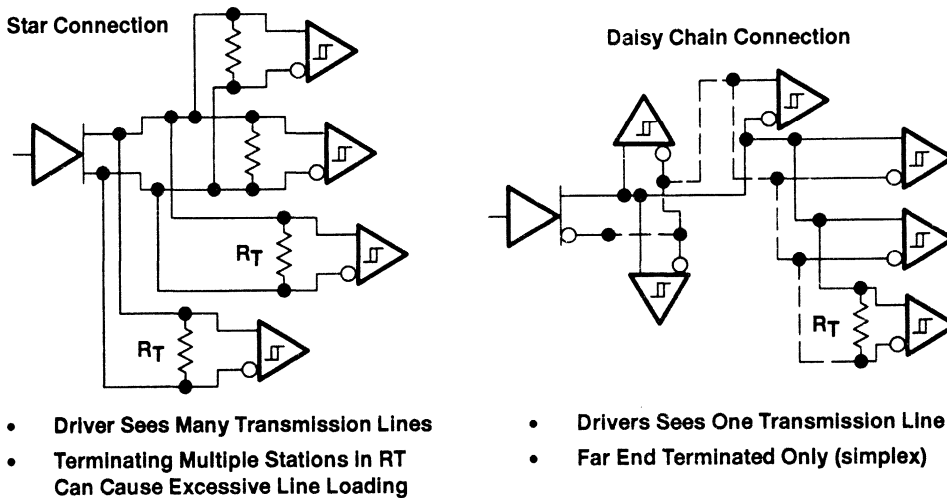 Star Connection
Daisy Chain Connection
RT
RT
RT
• Driver Sees Many Transmission Lines
• Terminating Multiple Stations in RT
Can Cause Excessive Line Loading
• Drivers Sees One Transmission Line
• Far End Terminated Only (simplex)